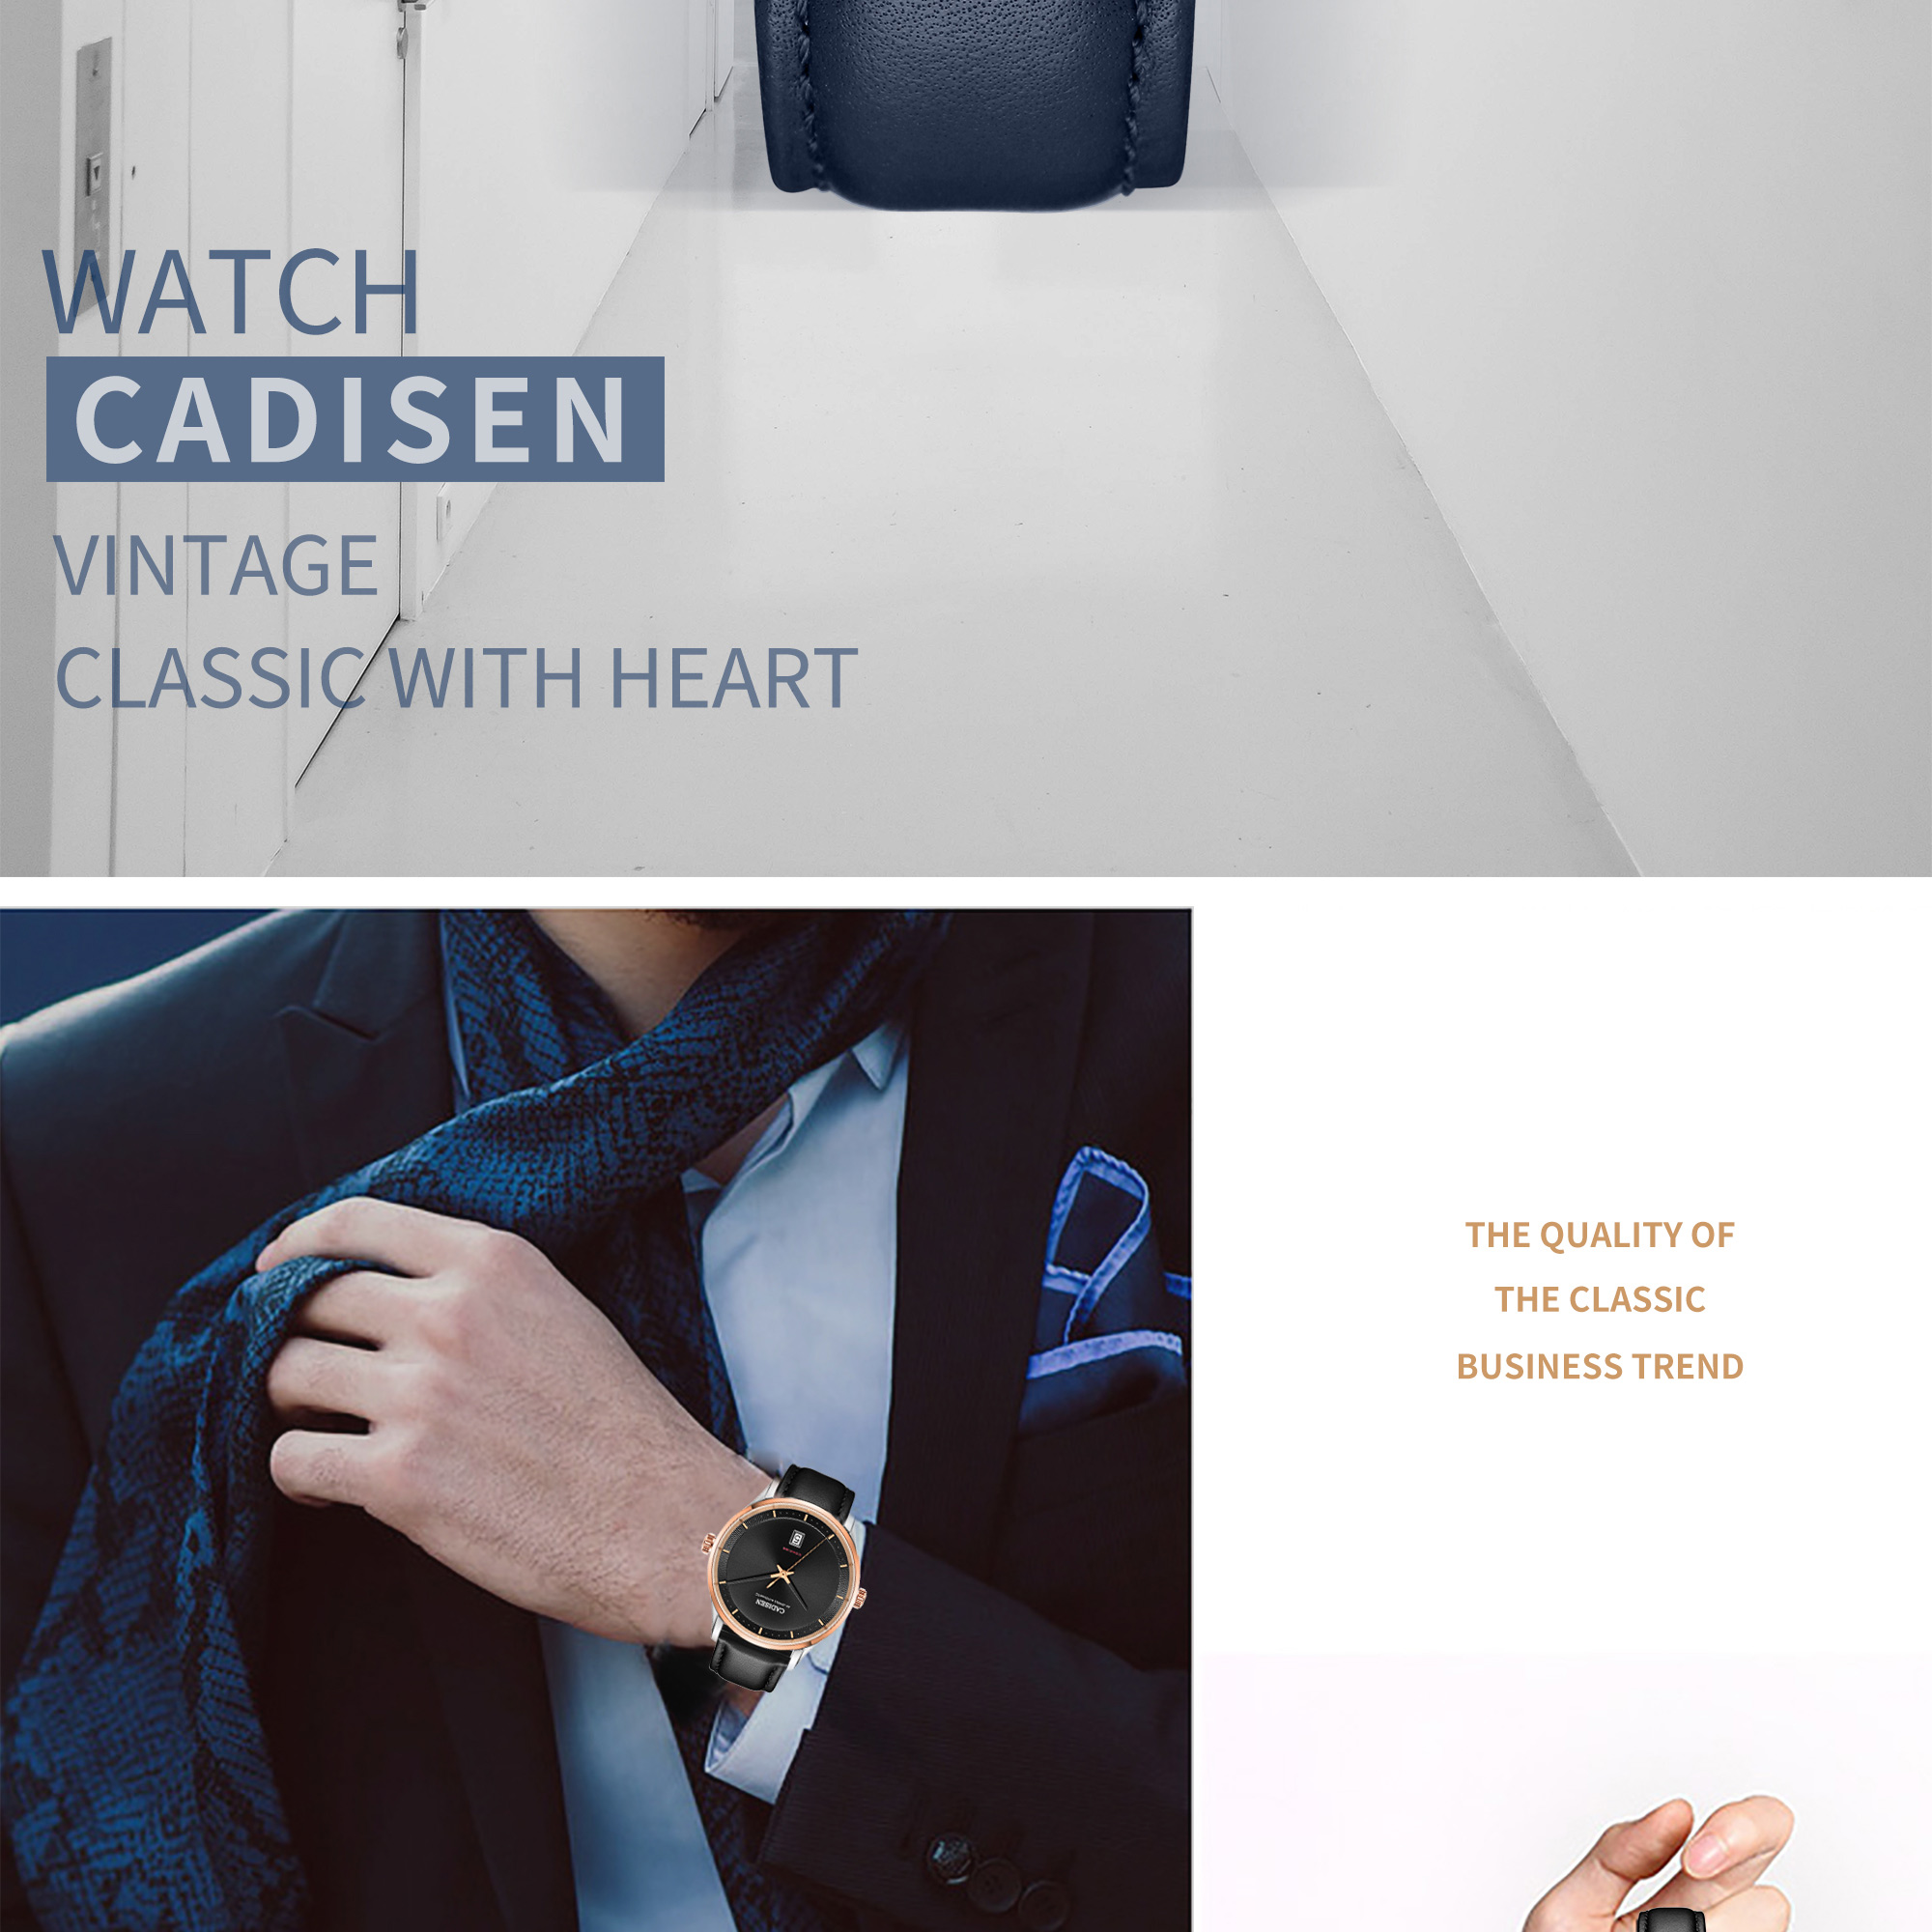 WATCH
CADISEN
VINTAGE
CLASSIC WITH HEART
THE QUALITY OF
THE CLASSIC
BUSINESS TREND
CADISEN